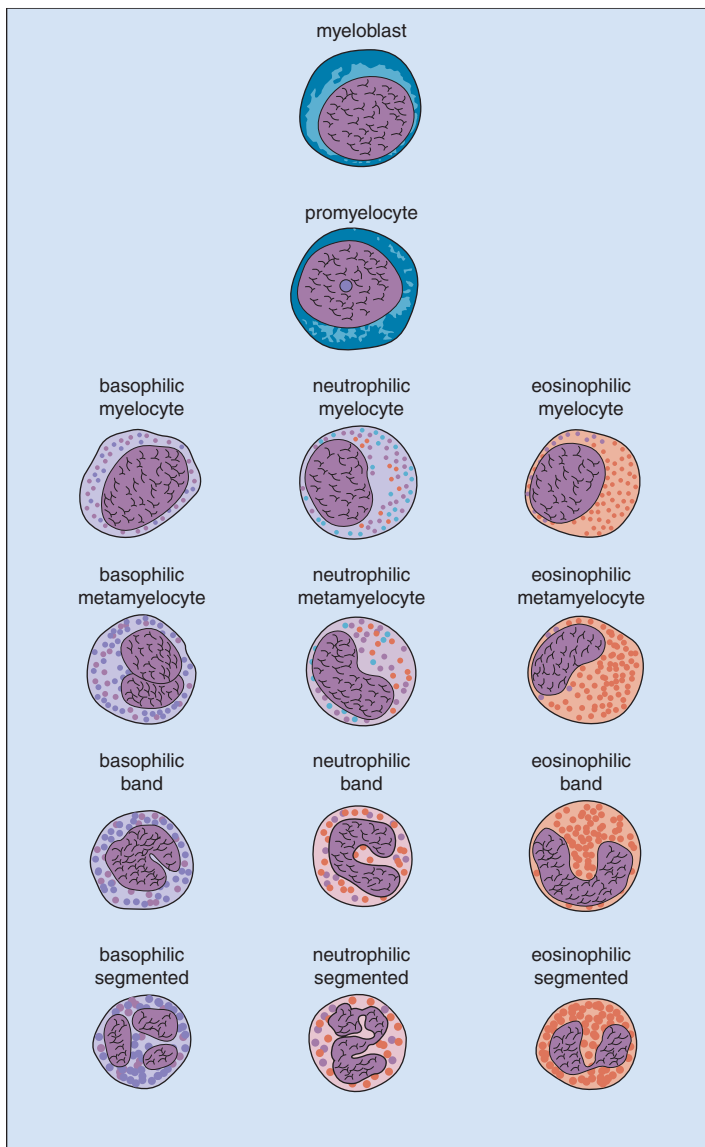 myeloblast
promyelocyte
basophilic
myelocyte
neutrophilic
myelocyte
eosinophilic
myelocyte
basophilic
metamyelocyte
neutrophilic
metamyelocyte
eosinophilic
metamyelocyte
basophilic
band
neutrophilic
band
eosinophilic
band
basophilic
segmented
neutrophilic
segmented
eosinophilic
segmented